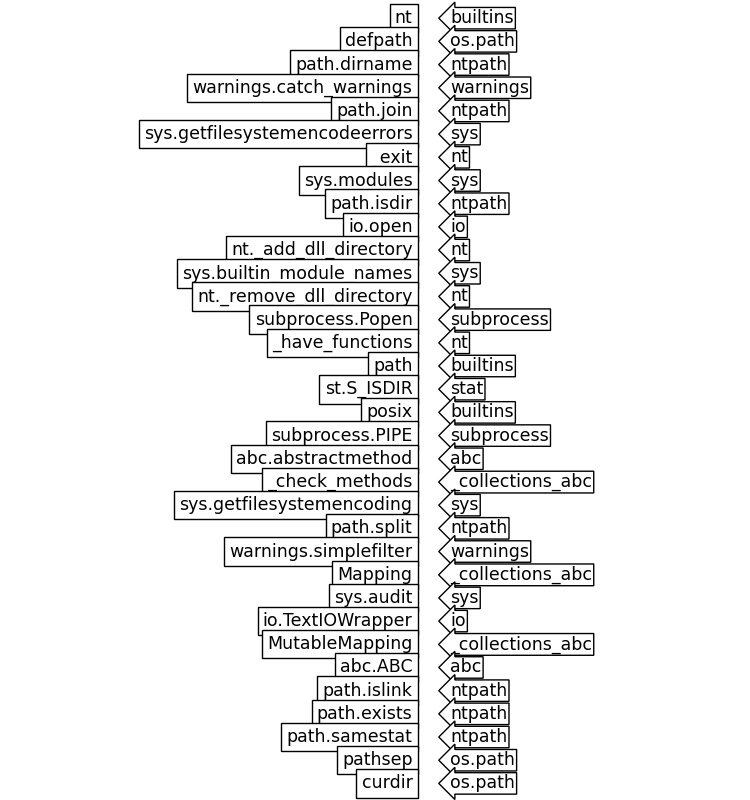 nt builtins
defpath os.path
path.dirname ntpath
warnings.catch_warnings warnings
path.join ntpath
sys.getfilesystemencodeerrors sys
exit nt
sys.modules sys
path.isdir ntpath
io.open io
nt._add_dll_directory nt
sys.builtin_module_names sys
nt._remove_dll_directory nt
subprocess.Popen subprocess
_have_functions nt
path builtins
st.S_ISDIR stat
posix builtins
subprocess.PIPE subprocess
abc.abstractmethod abc
_check_methods _collections_abc
sys.getfilesystemencoding sys
path.split ntpath
warnings.simplefilter warnings
Mapping _collections_abc
sys.audit sys
io.TextIOWrapper io
MutableMapping _collections_abc
abc.ABC abc
path.islink ntpath
path.exists ntpath
path.samestat ntpath
pathsep os.path
curdir os.path